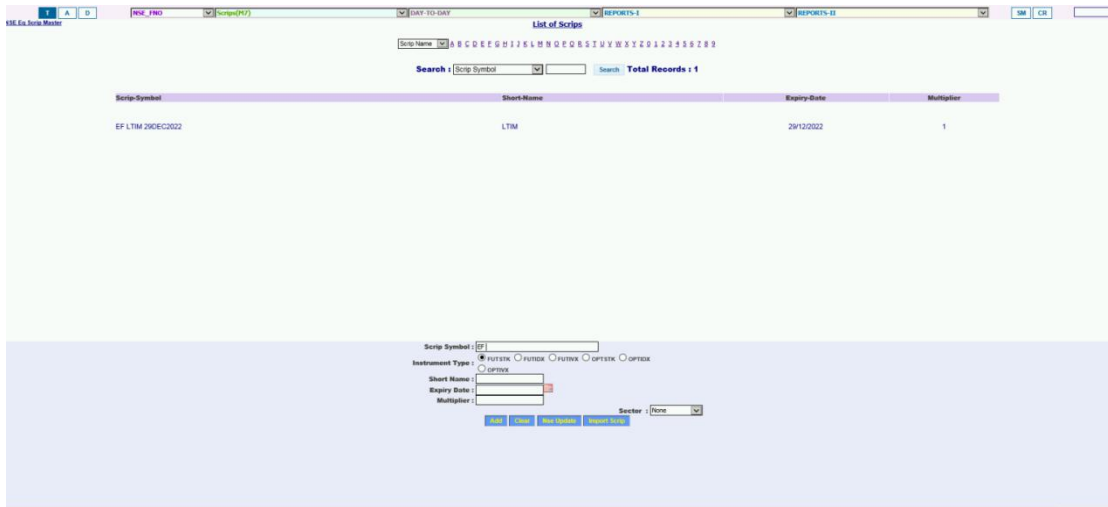 T A D NSE_FNO Scrips(M7) DAY-TO-DAY REPORTS-I REPORTS-II SM CR
NSE Eq Scrip Master
List of Scrips
Scrip Name A B C D E F G H I J K L M N O P Q R S T U V W X Y Z 0 1 2 3 4 5 6 7 8 9
Search : Scrip Symbol Search Total Records : 1
Scrip-Symbol Short-Name Expiry-Date Multiplier
EF LTIM 29DEC2022 LTIM 29/12/2022 1
Scrip Symbol : EF
Instrument Type : FUTSTK FUTIDX FUTIVX OPTSTK OPTIDX
OPTIVX
Short Name :
Expiry Date :
Multiplier :
Sector : None
Add Clear Nse Update Import Scrip